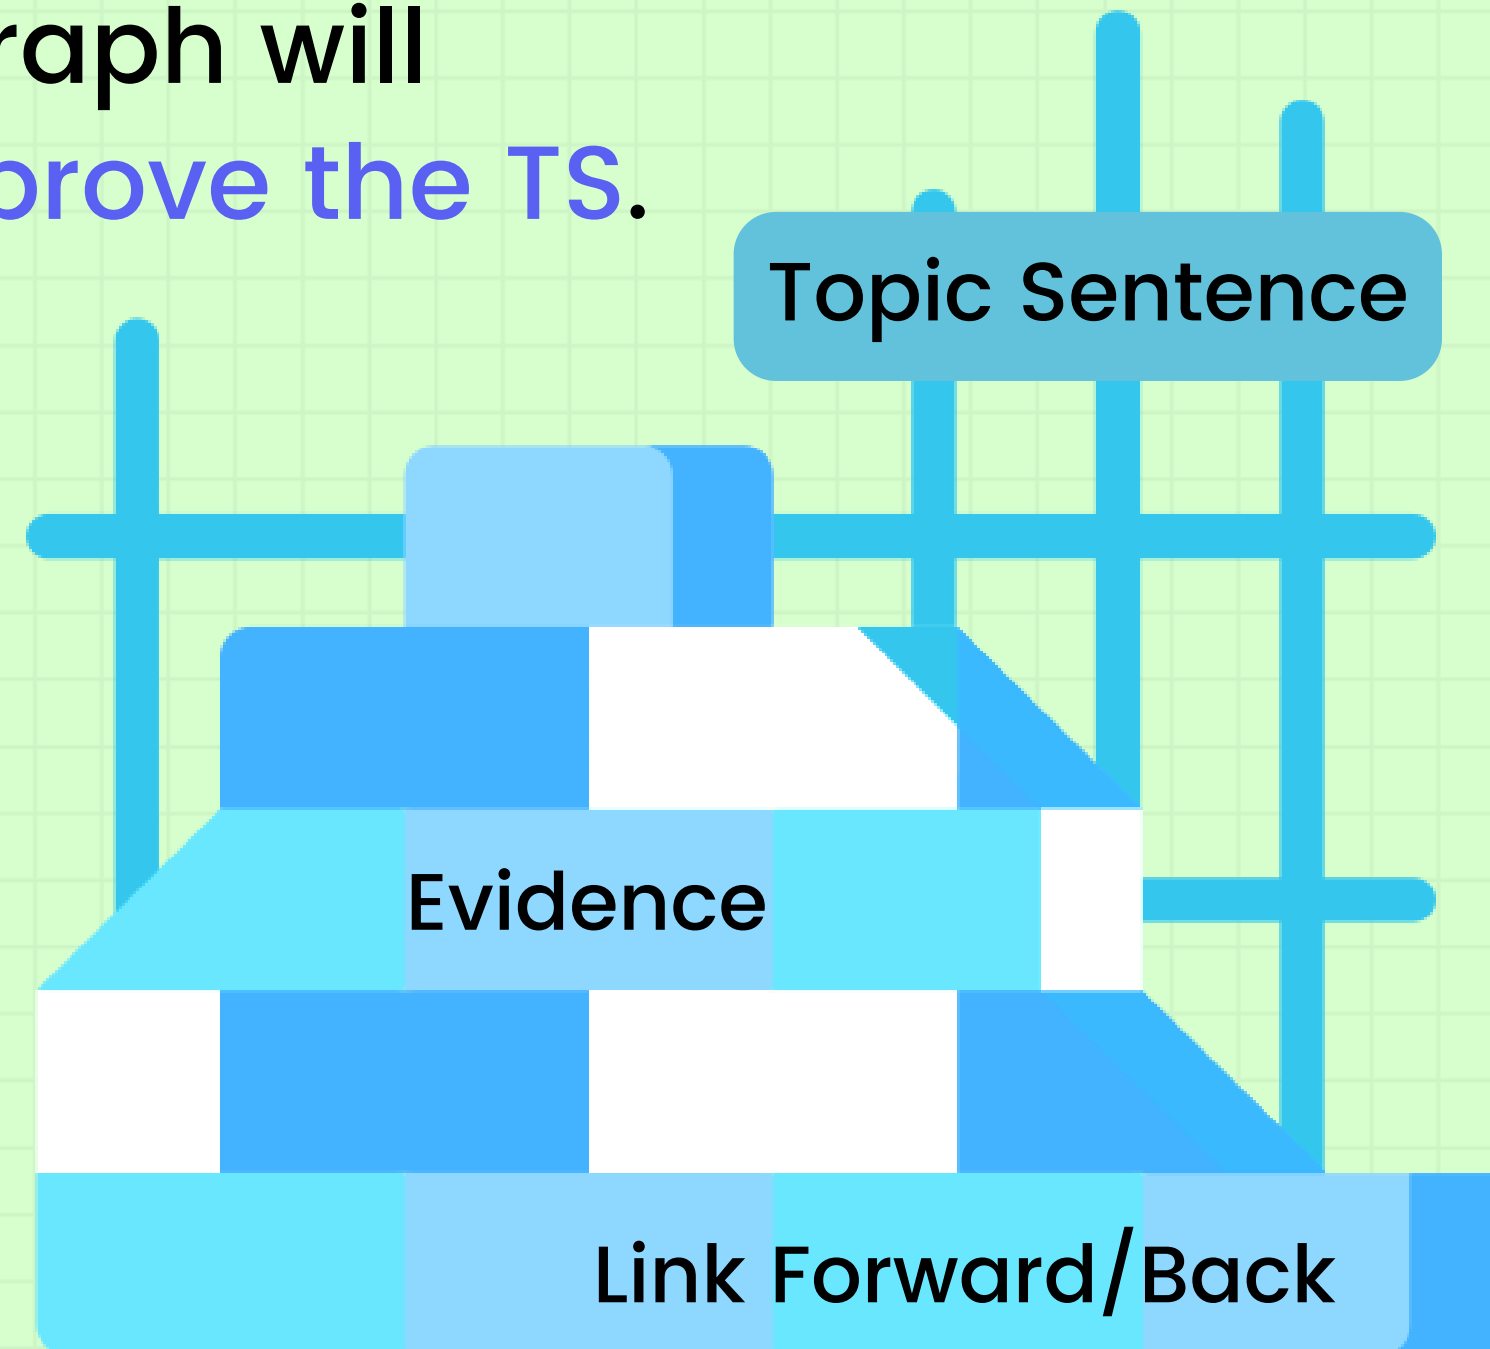 raph will
prove the TS.
Topic Sentence
Evidence
Link Forward/Back